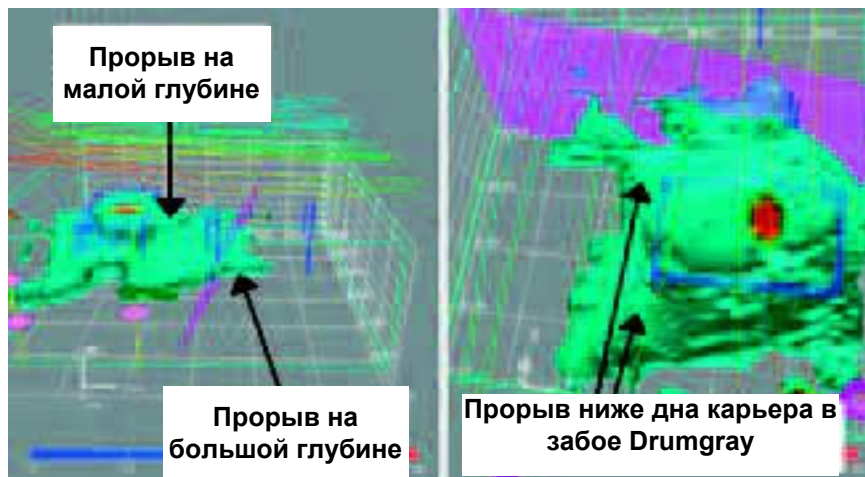 Прорыв на
малой глубине
Прорыв на
большой глубине
Прорыв ниже дна карьера в
забое Drumgray